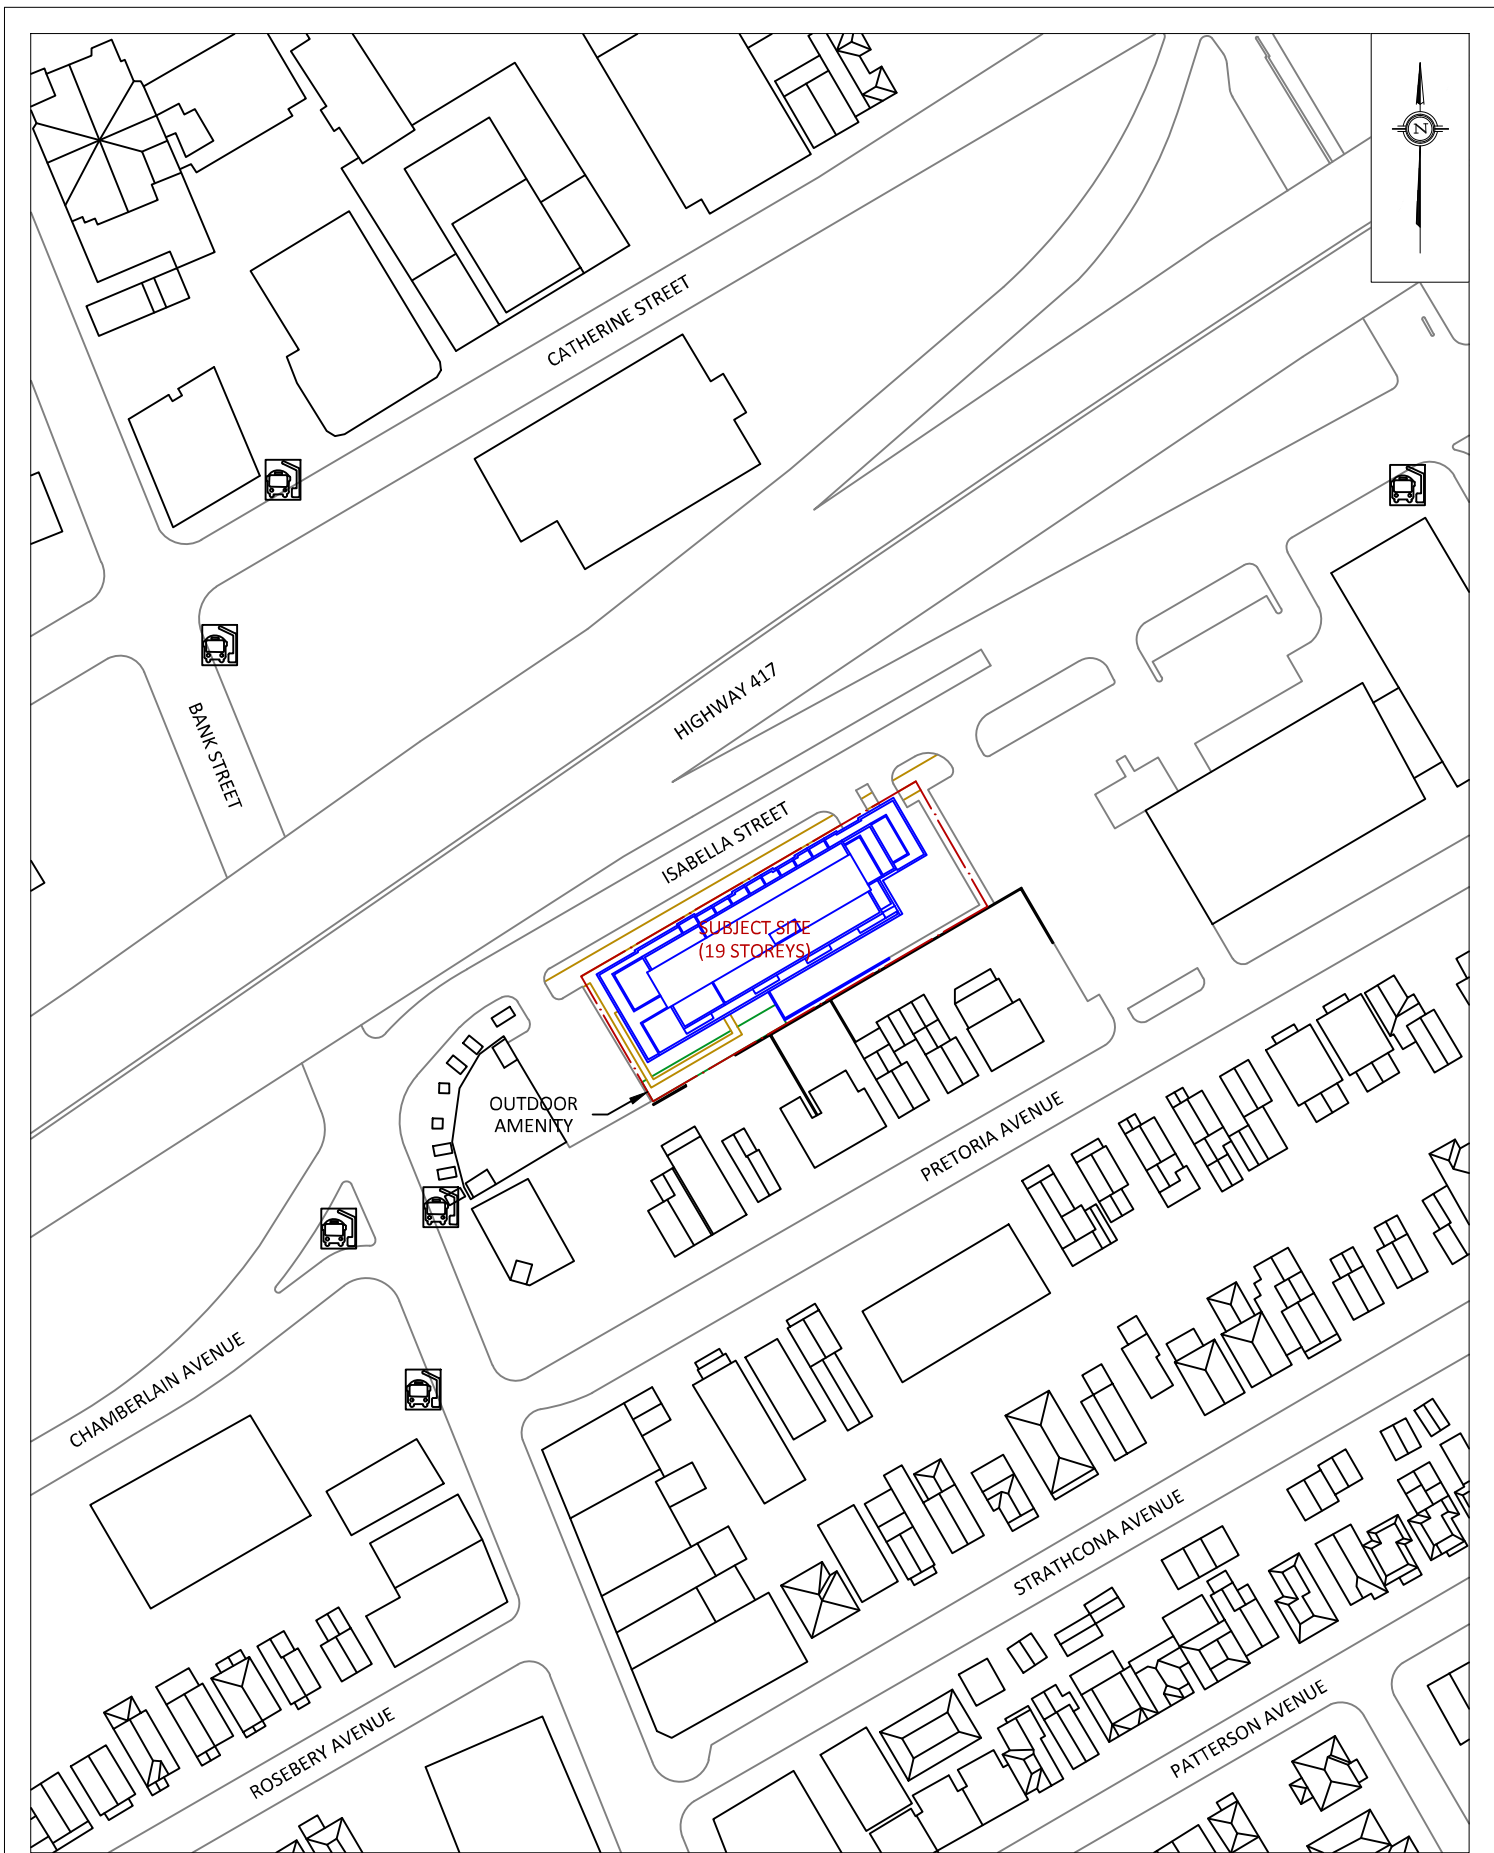 N
CATHERINE STREET
HIGHWAY 417
BANK STREET
ISABELLA STREET
SUBJECT SITE
(19 STOREYS)
OUTDOOR
AMENITY
PRETORIA AVENUE
CHAMBERLAIN AVENUE
STRATHCONA AVENUE
ROSEBERY AVENUE
PATTERSON AVENUE